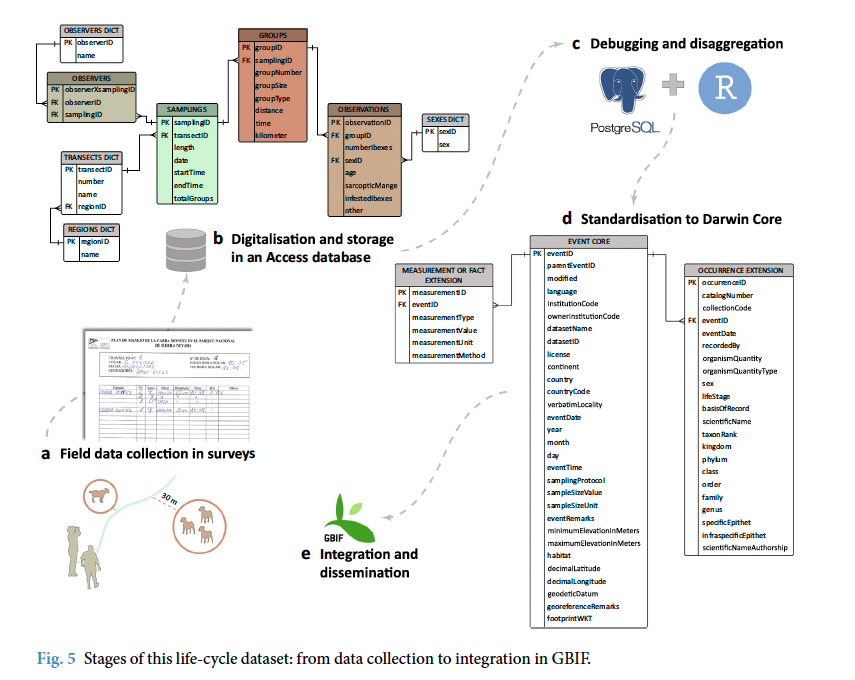 OBSERVERS DICT
PK observerID
name
OBSERVERS
PK observerXsamplingID
FK observerID
FK samplingID
TRANSECTS DICT
PK transectID
number
name
FK regionID
REGIONS DICT
PK regionID
name
SAMPLINGS
PK samplingID
FK transectID
length
date
startTime
endTime
totalGroups
GROUPS
PK groupID
FK samplingID
groupNumber
groupSize
groupType
distance
time
kilometer
OBSERVATIONS
PK observationID
FK groupID
numberibexes
FK sexID
age
sarcopticMange
infestedibexes
other
SEXES DICT
PK sexID
sex
b Digitalisation and storage
in an Access database
c Debugging and disaggregation
PostgreSQL
R
d Standardisation to Darwin Core
MEASUREMENT OR FACT
EXTENSION
PK measurementID
FK eventID
measurementType
measurementValue
measurementUnit
measurementMethod
EVENT CORE
PK eventID
parentEventID
modified
language
institutionCode
ownerinstitutionCode
datasetName
datasetID
license
continent
country
countryCode
verbatimLocality
eventDate
year
month
day
eventTime
samplingProtocol
sampleSizeValue
sampleSizeUnit
eventRemarks
minimumElevationInMeters
maximumElevationInMeters
habitat
decimalLatitude
decimalLongitude
geodeticDatum
georeferenceRemarks
footprintWKT
OCCURRENCE EXTENSION
PK occurrenceID
catalogNumber
collectionCode
FK eventID
eventDate
recordedBy
organismQuantity
organismQuantityType
sex
lifeStage
basisOfRecord
scientificName
taxonRank
kingdom
phylum
class
order
family
genus
specificEpithet
infraspecificEpithet
scientificNameAuthorship
PLAN DE MANEJO DE LA CABRA MONTES EN EL PARQUE NACIONAL
DE SIERRA NEVADA
a Field data collection in surveys
30 m
GBIF
e Integration and
dissemination
Fig. 5 Stages of this life-cycle dataset: from data collection to integration in GBIF.